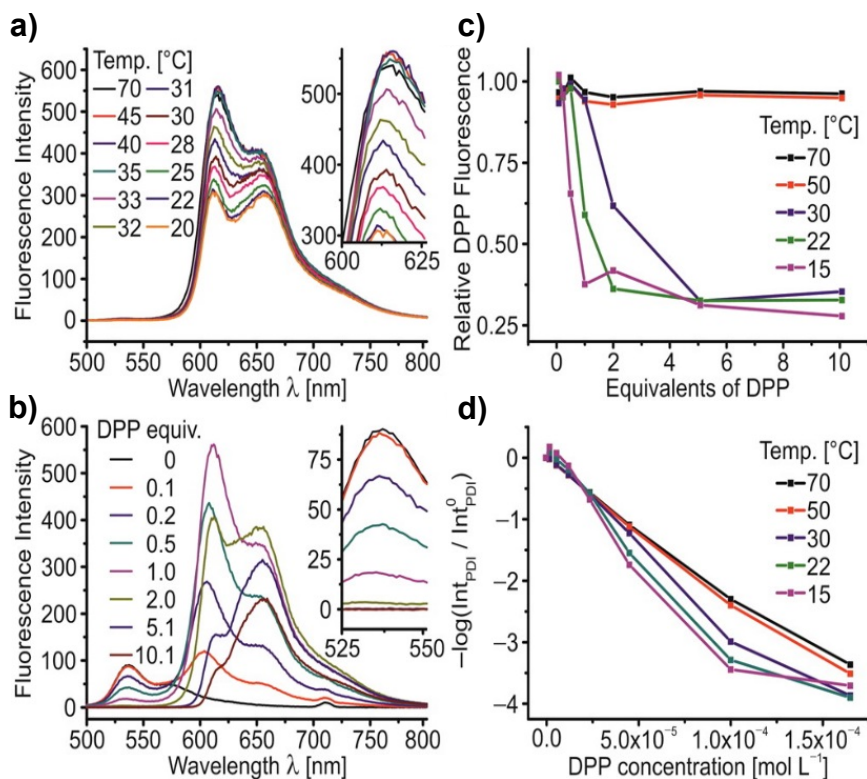 a)
Fluorescence Intensity
600
500
400
300
200
100
0
Temp. [°C]
70 31
45 30
40 28
35 25
33 22
32 20
500
400
300
600 625
500 550 600 650 700 750 800
Wavelength λ [nm]
b)
Fluorescence Intensity
600
500
400
300
200
100
0
DPP equiv.
0
0.1
0.2
0.5
1.0
2.0
5.1
10.1
75
50
25
0
525 550
500 550 600 650 700 750 800
Wavelength λ [nm]
c)
Relative DPP Fluorescence
1.00
0.75
0.50
0.25
Temp. [°C]
70
50
30
22
15
0 2 4 6 8 10
Equivalents of DPP
d)
−log(Int PDI / Int⁰ PDI)
0
−1
−2
−3
−4
Temp. [°C]
70
50
30
22
15
0.0 5.0x10⁻⁵ 1.0x10⁻⁴ 1.5x10⁻⁴
DPP concentration [mol L⁻¹]